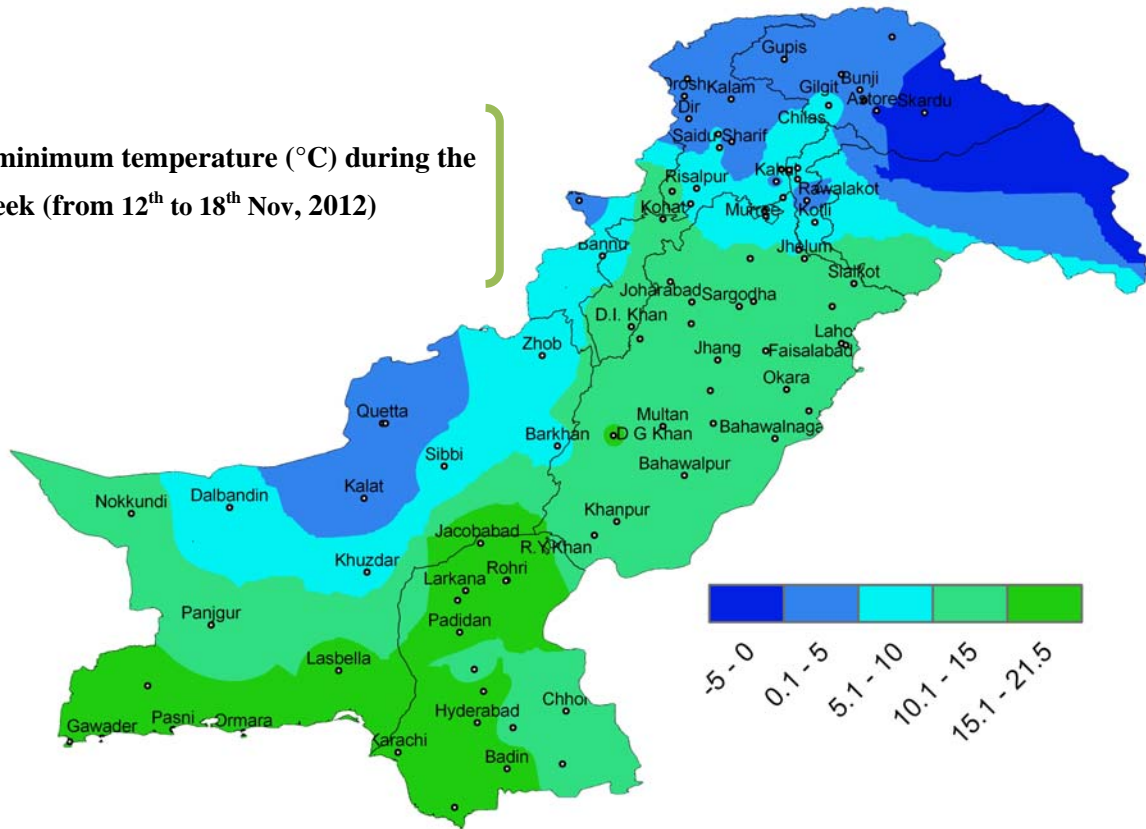 minimum temperature (°C) during the
eek (from 12th to 18th Nov, 2012)
Gupis
Bunji
Gilgit
Drosh
Kalam
Astore
Skardu
Dir
Chilas
Saidu Sharif
Kakul
Risalpur
Rawalakot
Kohat
Murree
Kotli
Bannu
Jhelum
Sialkot
Joharabad
Sargodha
D.I. Khan
Laho
Zhob
Jhang
Faisalabad
Okara
Quetta
Multan
D G Khan
Bahawalnaga
Barkhan
Sibbi
Bahawalpur
Kalat
Nokkundi
Dalbandin
Khanpur
Jacobabad
R.Y.Khan
Khuzdar
Rohri
Larkana
Panjgur
Padidan
Lasbella
Chhor
Hyderabad
Gawader
Pasni
Ormara
Karachi
Badin
-5 - 0
0.1 - 5
5.1 - 10
10.1 - 15
15.1 - 21.5